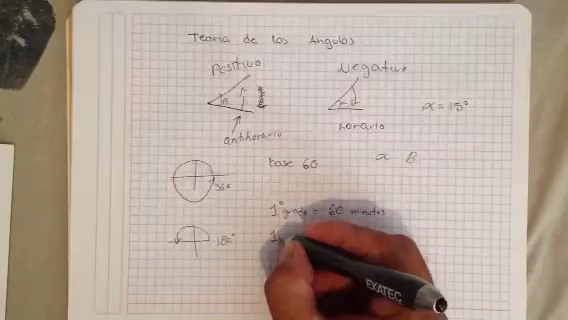 Teoria de los Angulos
Positivo
Negativo
α = 15°
antihorario
horario
base 60
α B
360
1° grado = 60 minutos
180°
1
EXATEC